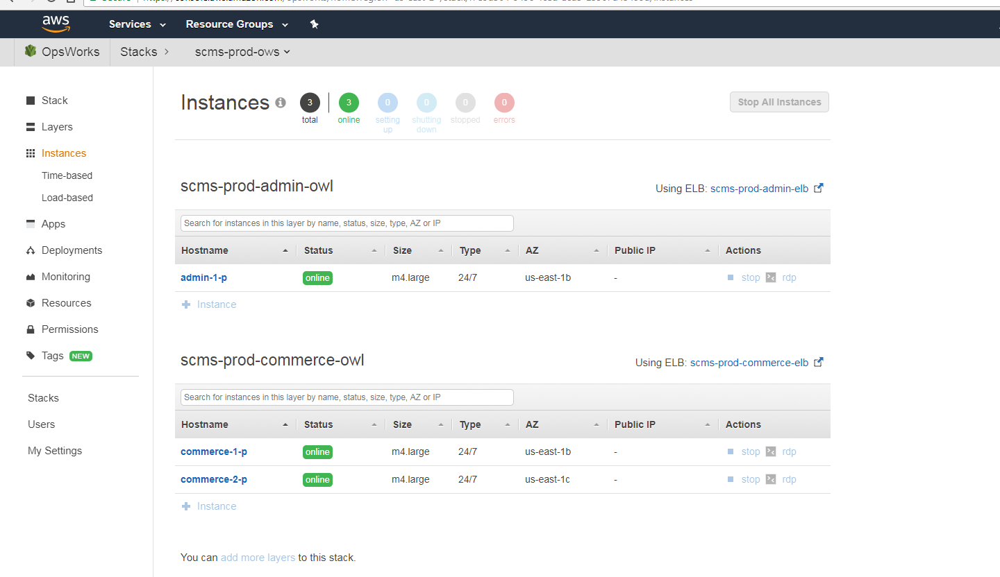 aws Services Resource Groups
OpsWorks Stacks scms-prod-ows
Stack
Layers
Instances
Time-based
Load-based
Apps
Deployments
Monitoring
Resources
Permissions
Tags NEW
Stacks
Users
My Settings
Instances
3 total
3 online
0 setting up
0 shutting down
0 stopped
0 errors
Stop All Instances
scms-prod-admin-owl
Using ELB: scms-prod-admin-elb
Search for instances in this layer by name, status, size, type, AZ or IP
Hostname Status Size Type AZ Public IP Actions
admin-1-p online m4.large 24/7 us-east-1b - stop rdp
Instance
scms-prod-commerce-owl
Using ELB: scms-prod-commerce-elb
Search for instances in this layer by name, status, size, type, AZ or IP
Hostname Status Size Type AZ Public IP Actions
commerce-1-p online m4.large 24/7 us-east-1b - stop rdp
commerce-2-p online m4.large 24/7 us-east-1c - stop rdp
Instance
You can add more layers to this stack.